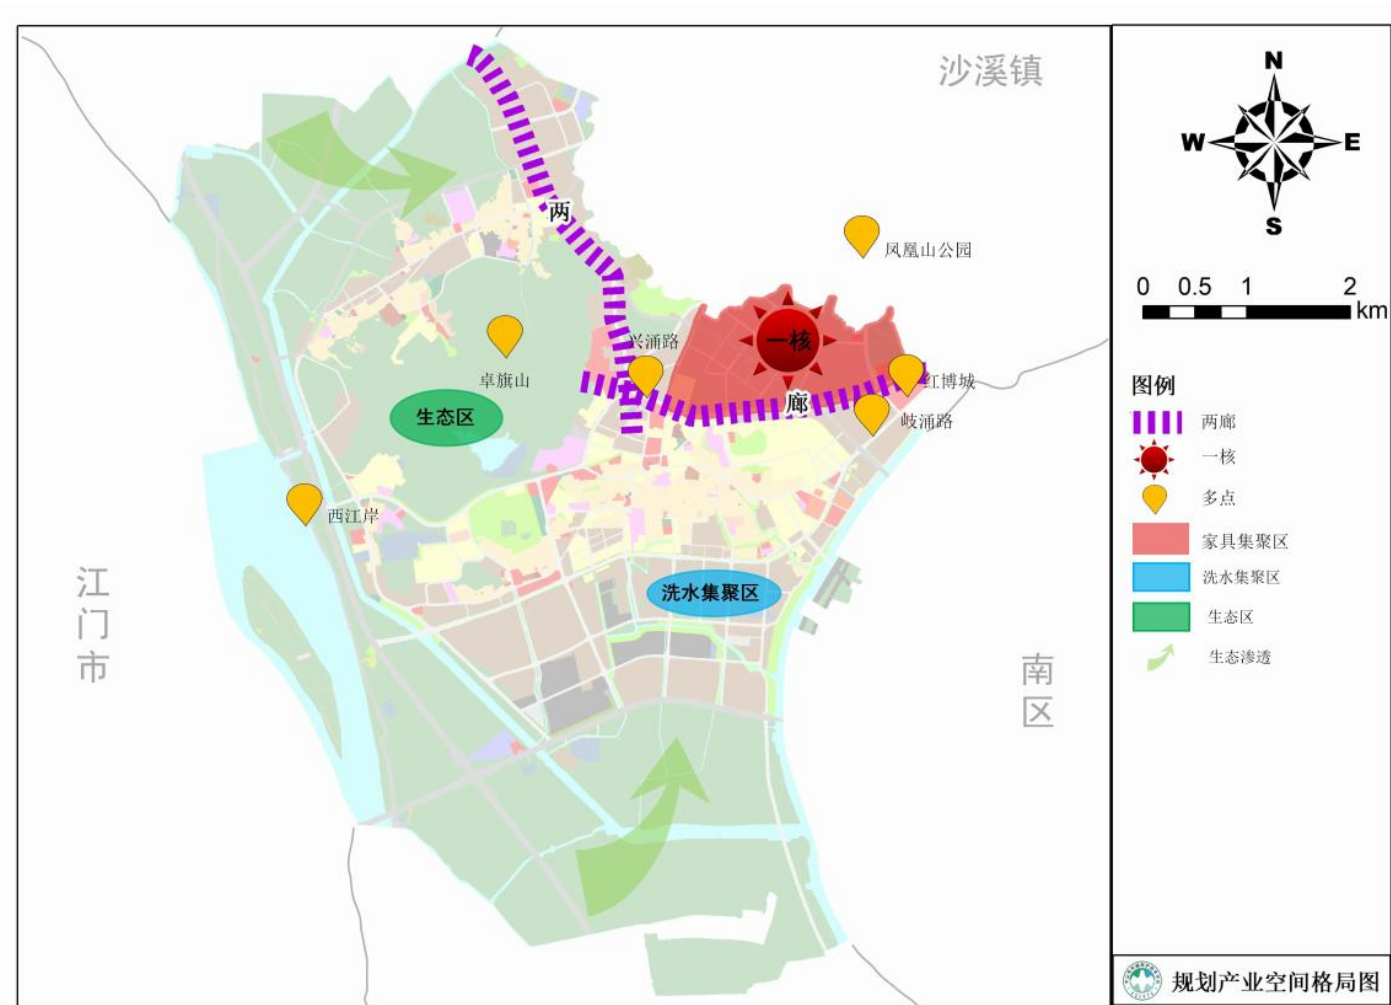 沙溪镇
N
W
E
S
两
凤凰山公园
0 0.5 1 2
km
兴涌路
一核
卓旗山
红博城
图例
廊
生态区
岐涌路
两廊
一核
西江岸
多点
家具集聚区
江门市
洗水集聚区
洗水集聚区
生态区
南区
生态渗透
规划产业空间格局图